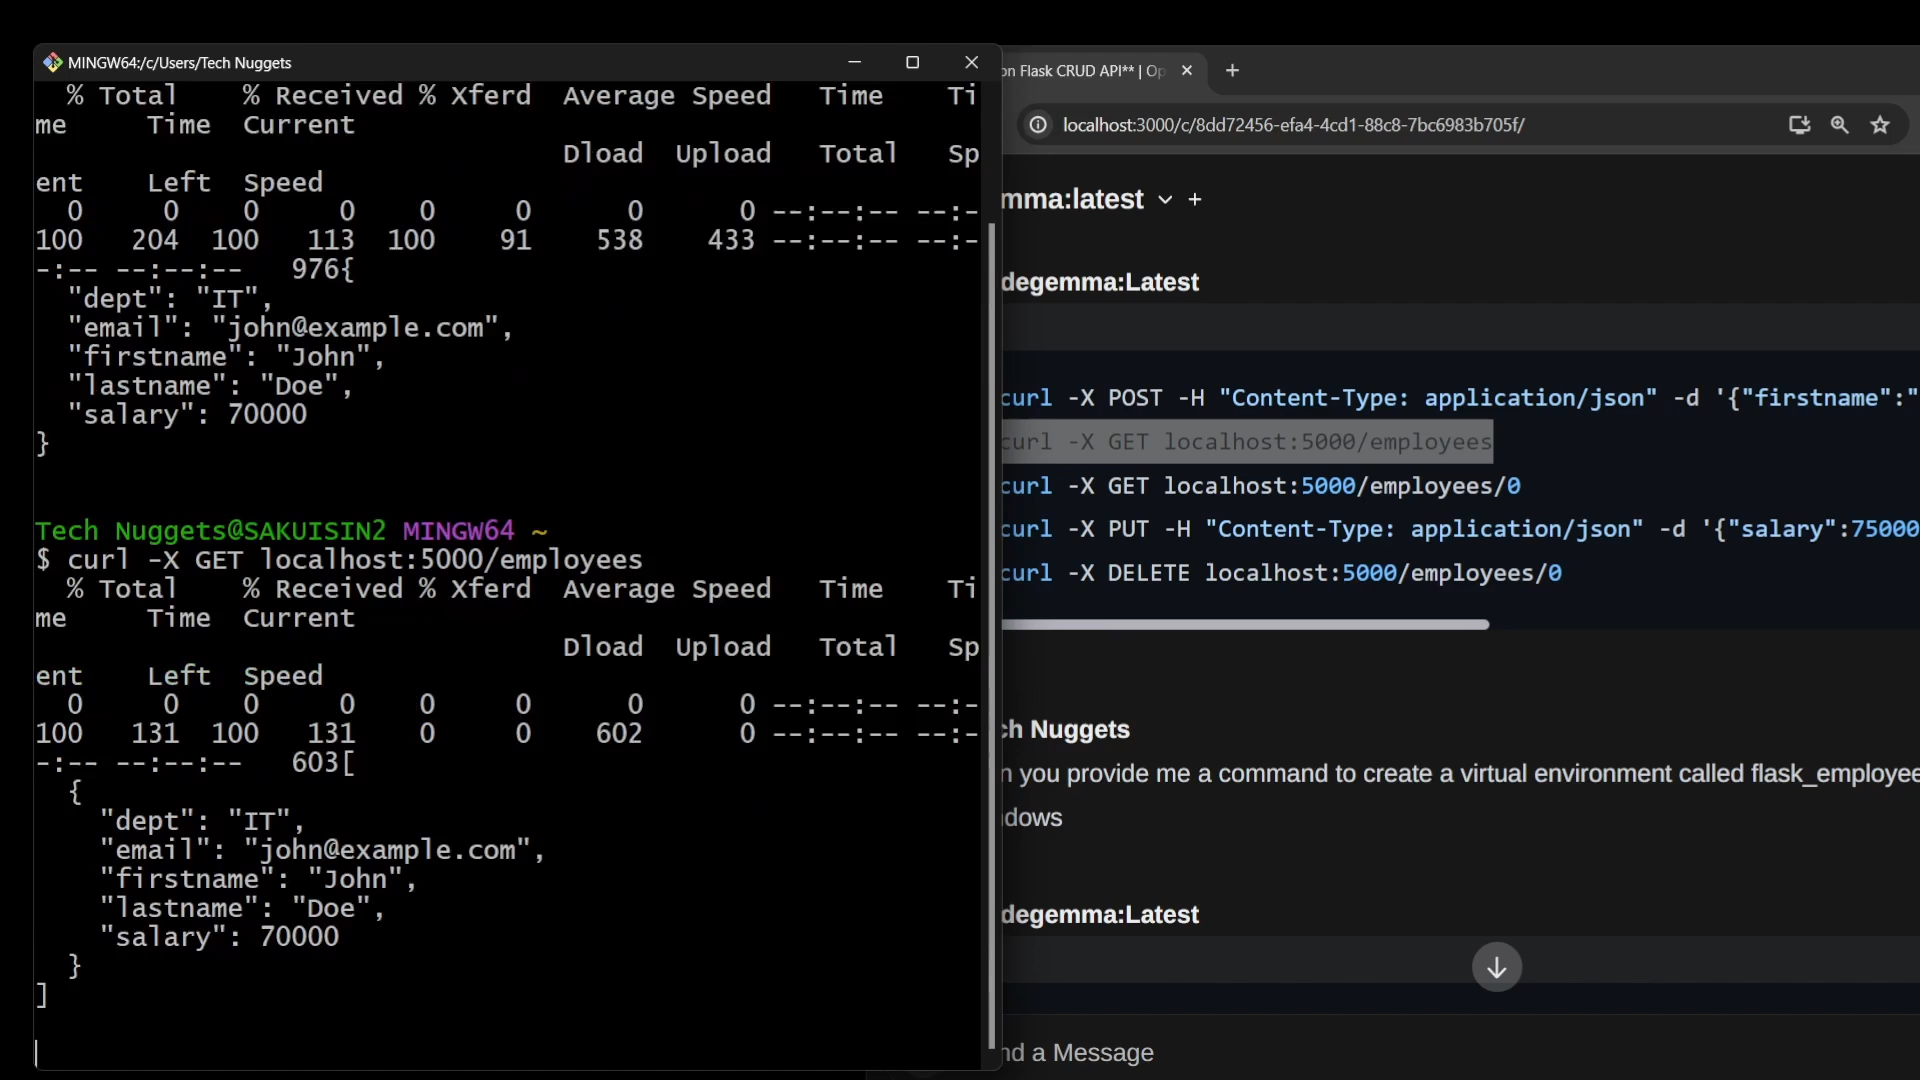 MINGW64:/c/Users/Tech Nuggets
% Total    % Received % Xferd  Average Speed   Time    Ti
me     Time  Current
Dload  Upload   Total   Sp
ent    Left  Speed
0     0    0     0    0     0      0      0 --:--:-- --:-
100   204  100   113  100    91    538    433 --:--:-- --:-
-:-- --:--:--   976{
"dept": "IT",
"email": "john@example.com",
"firstname": "John",
"lastname": "Doe",
"salary": 70000
}
Tech Nuggets@SAKUISIN2 MINGW64 ~
$ curl -X GET localhost:5000/employees
% Total    % Received % Xferd  Average Speed   Time    Ti
me     Time  Current
Dload  Upload   Total   Sp
ent    Left  Speed
0     0    0     0    0     0      0      0 --:--:-- --:-
100   131  100   131    0     0    602      0 --:--:-- --:-
-:-- --:--:--   603[
{
"dept": "IT",
"email": "john@example.com",
"firstname": "John",
"lastname": "Doe",
"salary": 70000
}
]
on Flask CRUD API** | Op
localhost:3000/c/8dd72456-efa4-4cd1-88c8-7bc6983b705f/
mma:latest
degemma:Latest
curl -X POST -H "Content-Type: application/json" -d '{"firstname":"
curl -X GET localhost:5000/employees
curl -X GET localhost:5000/employees/0
curl -X PUT -H "Content-Type: application/json" -d '{"salary":75000
curl -X DELETE localhost:5000/employees/0
ch Nuggets
n you provide me a command to create a virtual environment called flask_employee
dows
degemma:Latest
nd a Message